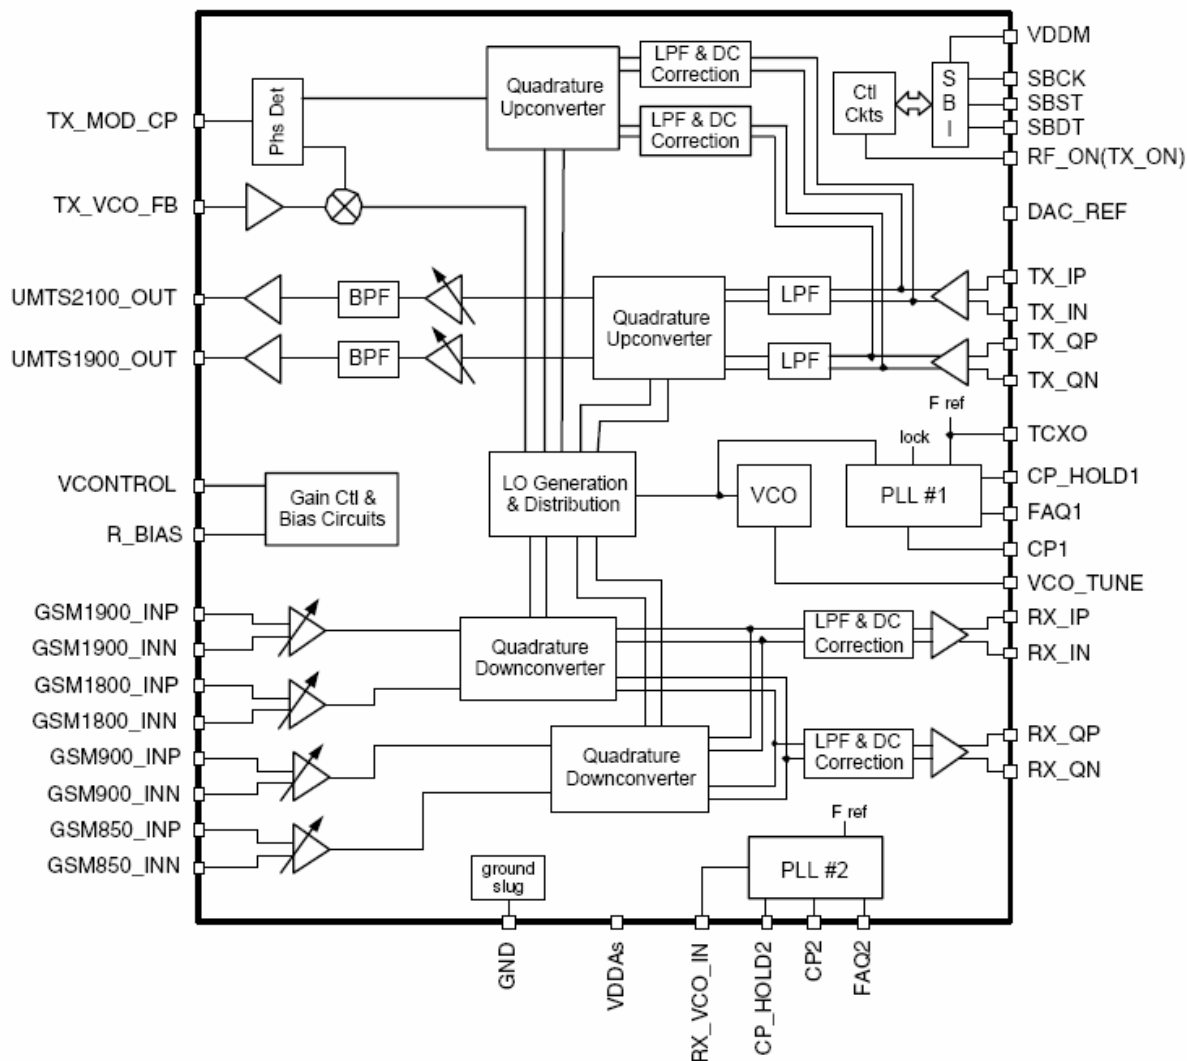 VDDM
LPF & DC
Correction
Quadrature
Upconverter
Ctl
Ckts
S
B
I
SBCK
SBST
SBDT
TX_MOD_CP
Phs Det
LPF & DC
Correction
RF_ON(TX_ON)
TX_VCO_FB
DAC_REF
UMTS2100_OUT
BPF
Quadrature
Upconverter
LPF
TX_IP
TX_IN
UMTS1900_OUT
BPF
LPF
TX_QP
TX_QN
F ref
lock
TCXO
VCONTROL
Gain Ctl &
Bias Circuits
LO Generation
& Distribution
VCO
PLL #1
CP_HOLD1
FAQ1
R_BIAS
CP1
VCO_TUNE
GSM1900_INP
GSM1900_INN
Quadrature
Downconverter
LPF & DC
Correction
RX_IP
RX_IN
GSM1800_INP
GSM1800_INN
GSM900_INP
GSM900_INN
Quadrature
Downconverter
LPF & DC
Correction
RX_QP
RX_QN
GSM850_INP
GSM850_INN
F ref
ground
slug
PLL #2
GND
VDDAs
RX_VCO_IN
CP_HOLD2
CP2
FAQ2